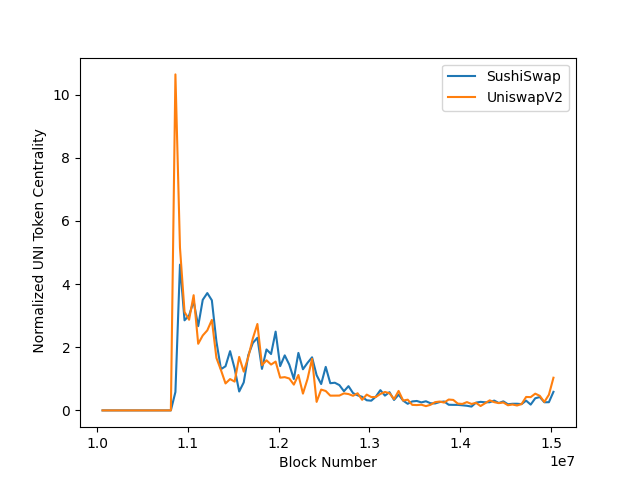 SushiSwap
UniswapV2
Normalized UNI Token Centrality
10
8
6
4
2
0
1.0 1.1 1.2 1.3 1.4 1.5
1e7
Block Number